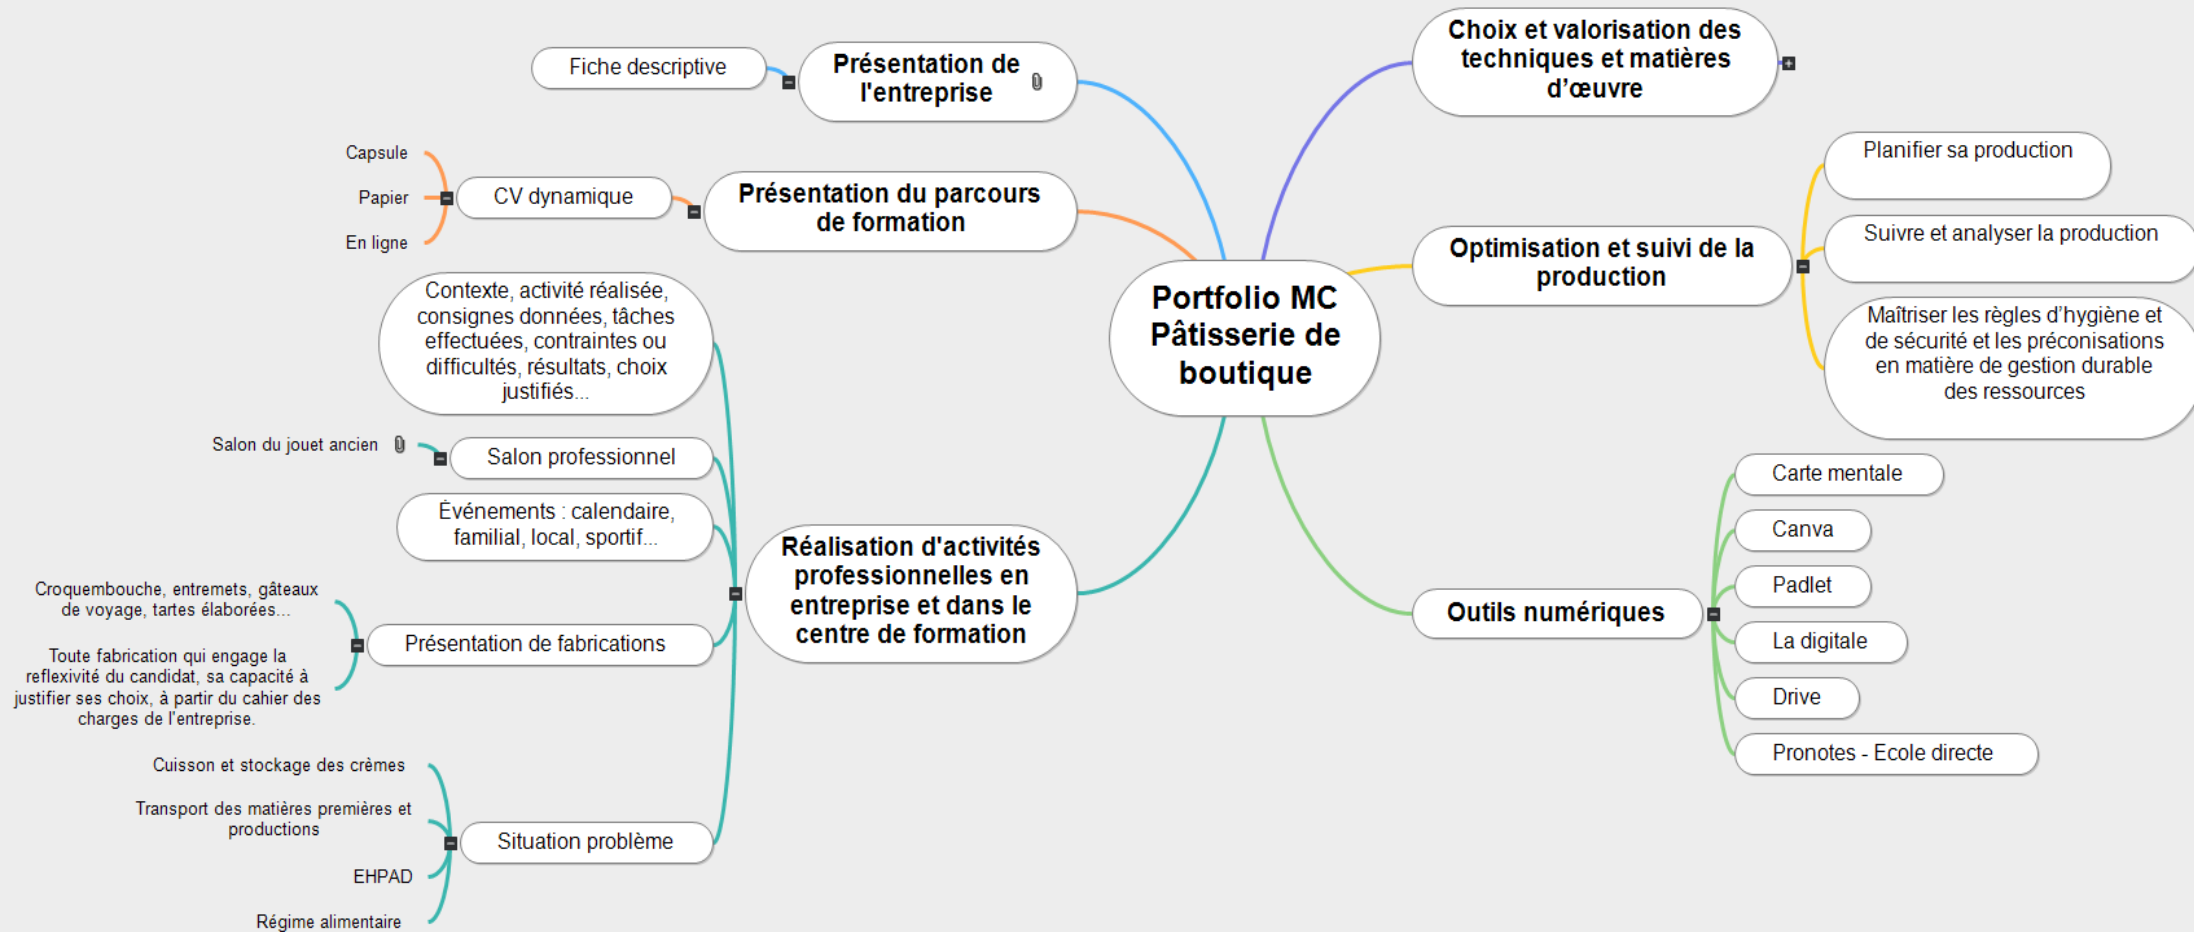 Portfolio MC
Pâtisserie de
boutique
Présentation de
l'entreprise
Fiche descriptive
Présentation du parcours
de formation
CV dynamique
Capsule
Papier
En ligne
Réalisation d'activités
professionnelles en
entreprise et dans le
centre de formation
Contexte, activité réalisée,
consignes données, tâches
effectuées, contraintes ou
difficultés, résultats, choix
justifiés...
Salon professionnel
Salon du jouet ancien
Événements : calendaire,
familial, local, sportif...
Présentation de fabrications
Croquembouche, entremets, gâteaux
de voyage, tartes élaborées...
Toute fabrication qui engage la
reflexivité du candidat, sa capacité à
justifier ses choix, à partir du cahier des
charges de l'entreprise.
Situation problème
Cuisson et stockage des crèmes
Transport des matières premières et
productions
EHPAD
Régime alimentaire
Choix et valorisation des
techniques et matières
d’œuvre
Optimisation et suivi de la
production
Planifier sa production
Suivre et analyser la production
Maîtriser les règles d’hygiène et
de sécurité et les préconisations
en matière de gestion durable
des ressources
Outils numériques
Carte mentale
Canva
Padlet
La digitale
Drive
Pronotes - Ecole directe